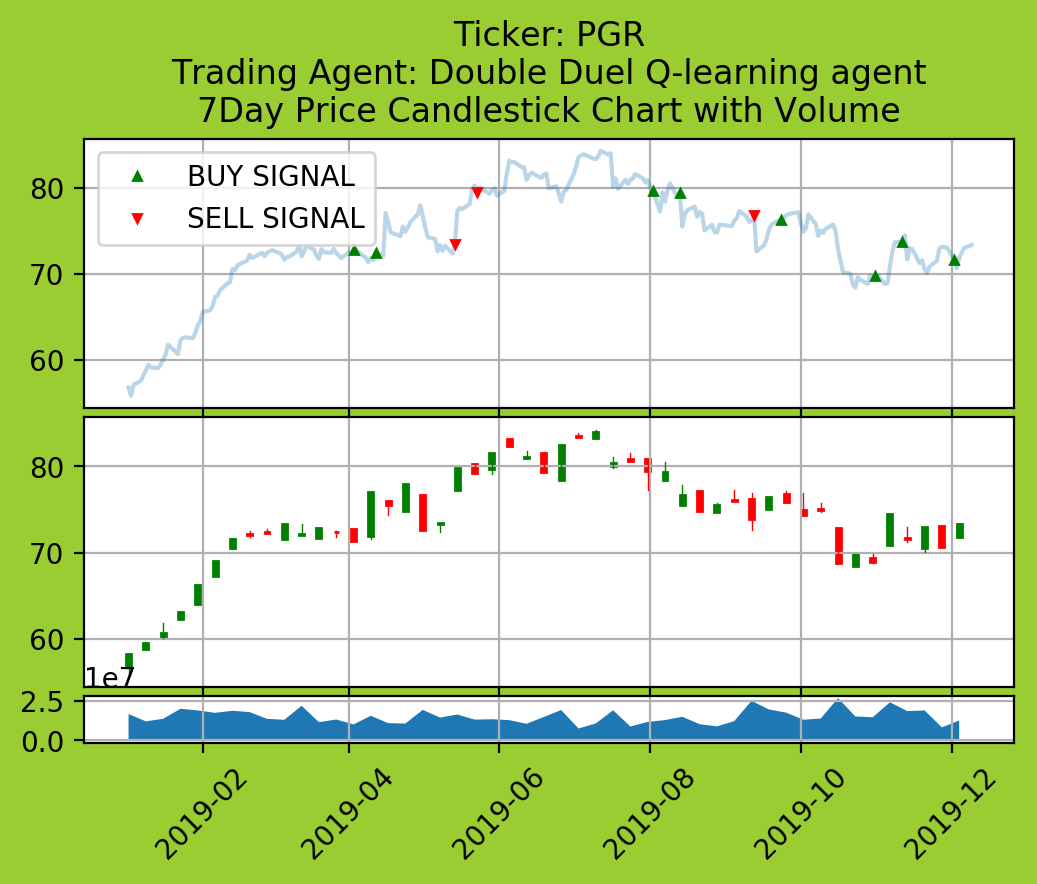 Ticker: PGR
Trading Agent: Double Duel Q-learning agent
7Day Price Candlestick Chart with Volume
BUY SIGNAL
SELL SIGNAL
80
70
60
80
70
60
1e7
2.5
0.0
2019-02
2019-04
2019-06
2019-08
2019-10
2019-12